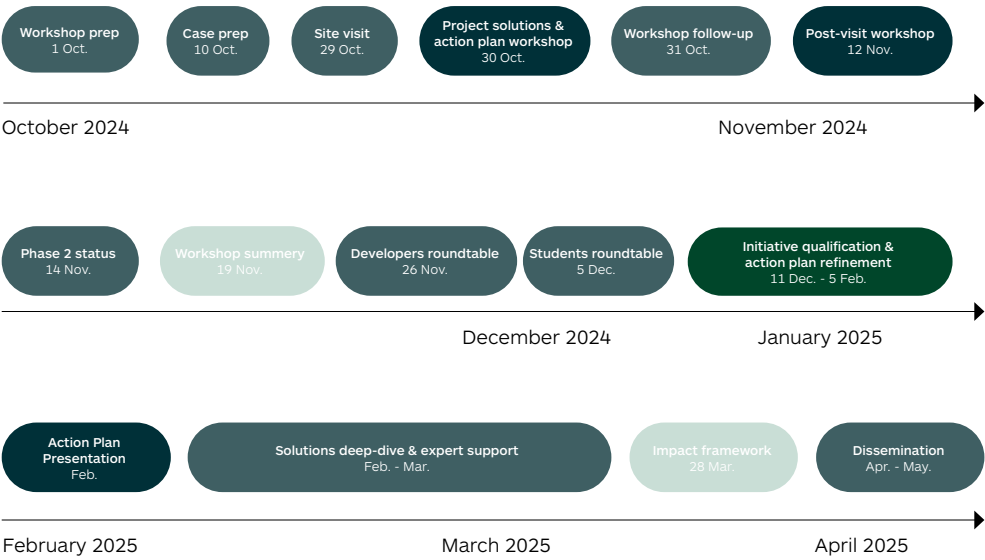 Workshop prep
1 Oct.
Case prep
10 Oct.
Site visit
29 Oct.
Project solutions &
action plan workshop
30 Oct.
Workshop follow-up
31 Oct.
Post-visit workshop
12 Nov.
October 2024
November 2024
Phase 2 status
14 Nov.
Workshop summery
19 Nov.
Developers roundtable
26 Nov.
Students roundtable
5 Dec.
Initiative qualification &
action plan refinement
11 Dec. - 5 Feb.
December 2024
January 2025
Action Plan
Presentation
Feb.
Solutions deep-dive & expert support
Feb. - Mar.
Impact framework
28 Mar.
Dissemination
Apr. - May.
February 2025
March 2025
April 2025